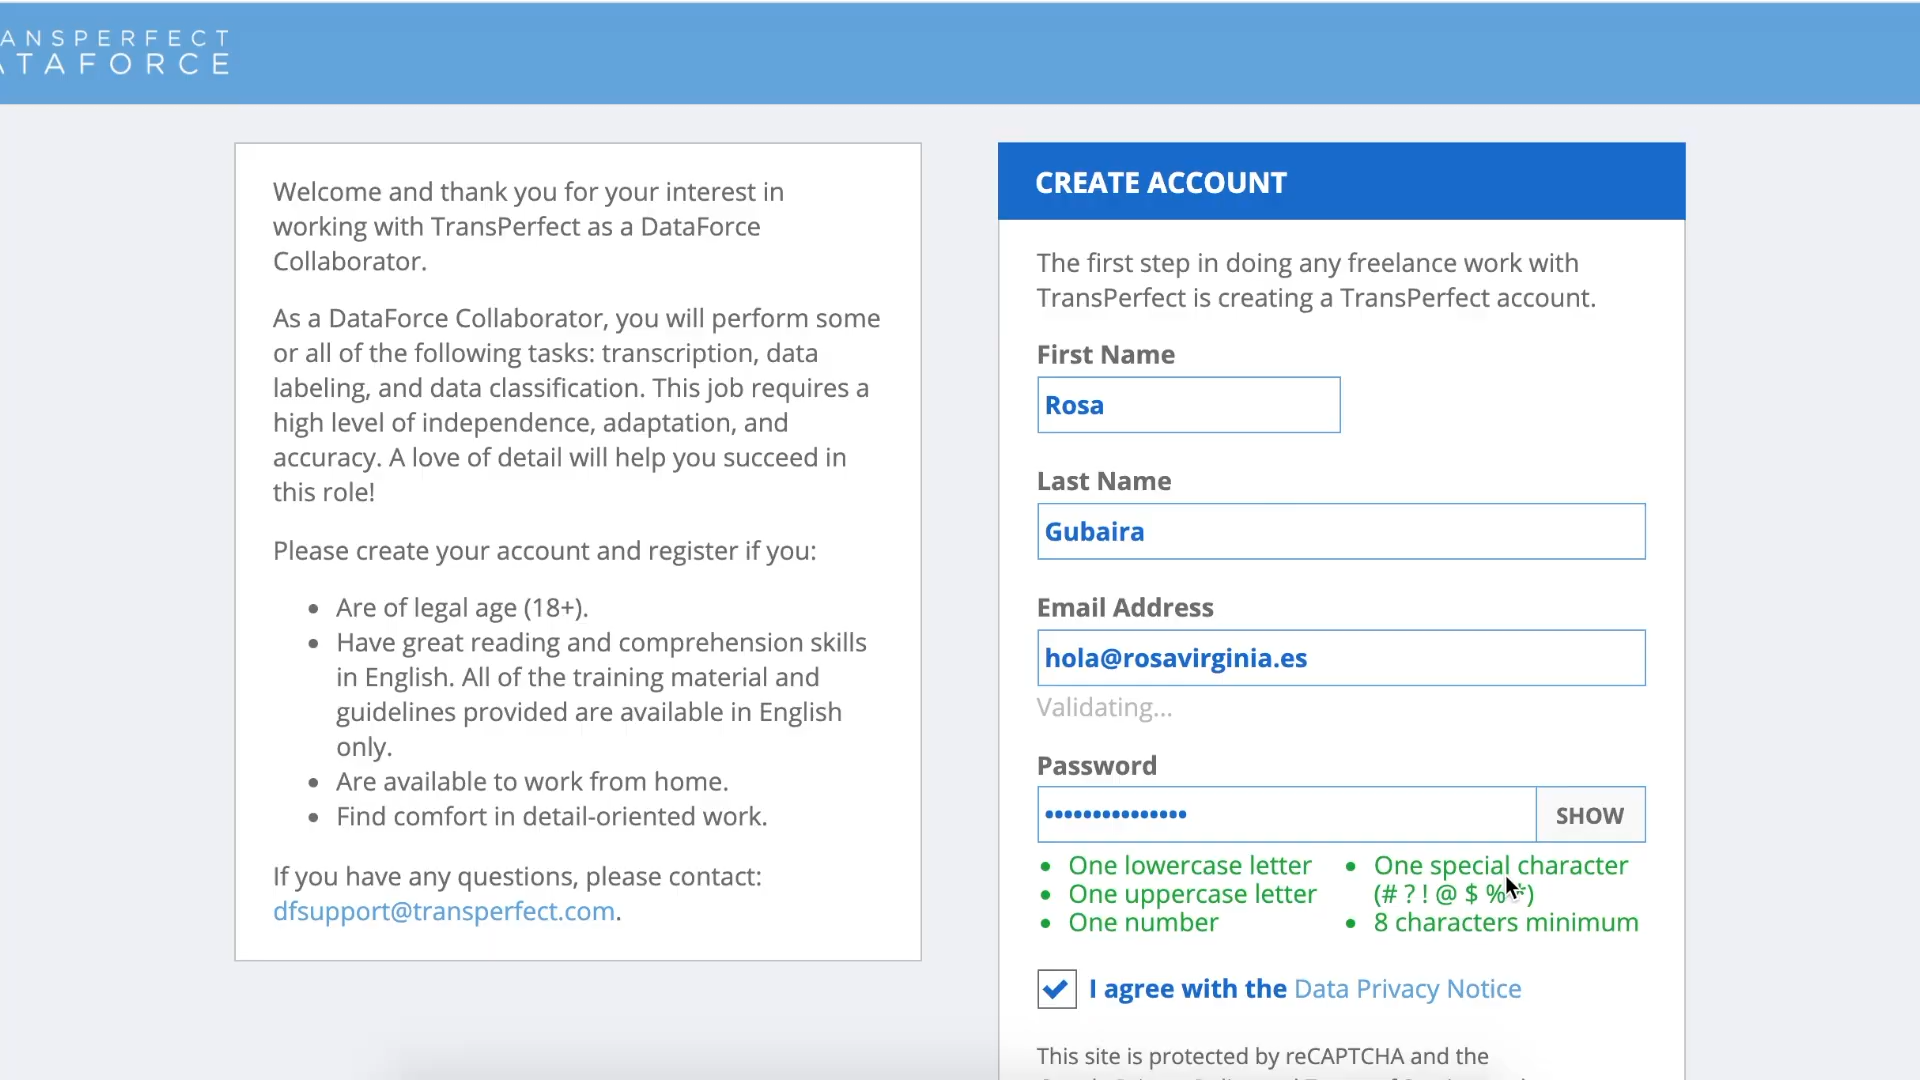 ANSPERFECT
ATAFORCE
Welcome and thank you for your interest in
working with TransPerfect as a DataForce
Collaborator.
As a DataForce Collaborator, you will perform some
or all of the following tasks: transcription, data
labeling, and data classification. This job requires a
high level of independence, adaptation, and
accuracy. A love of detail will help you succeed in
this role!
Please create your account and register if you:
• Are of legal age (18+).
• Have great reading and comprehension skills
in English. All of the training material and
guidelines provided are available in English
only.
• Are available to work from home.
• Find comfort in detail-oriented work.
If you have any questions, please contact:
dfsupport@transperfect.com.
CREATE ACCOUNT
The first step in doing any freelance work with
TransPerfect is creating a TransPerfect account.
First Name
Rosa
Last Name
Gubaira
Email Address
hola@rosavirginia.es
Validating...
Password
•••••••••••••••
SHOW
• One lowercase letter
• One uppercase letter
• One number
• One special character
(# ? ! @ $ % *)
• 8 characters minimum
I agree with the Data Privacy Notice
This site is protected by reCAPTCHA and the